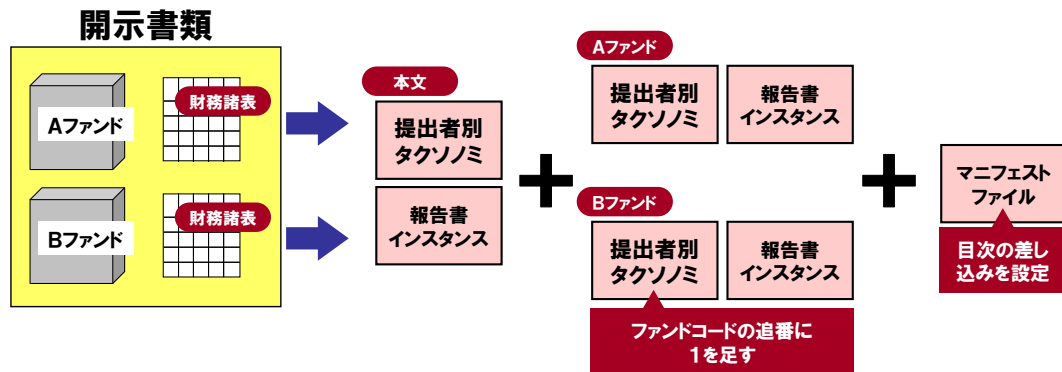 開示書類
Aファンド
財務諸表
Bファンド
財務諸表
本文
提出者別
タクソノミ
報告書
インスタンス
Aファンド
提出者別
タクソノミ
報告書
インスタンス
Bファンド
提出者別
タクソノミ
報告書
インスタンス
ファンドコードの追番に
1を足す
マニフェスト
ファイル
目次の差し
込みを設定